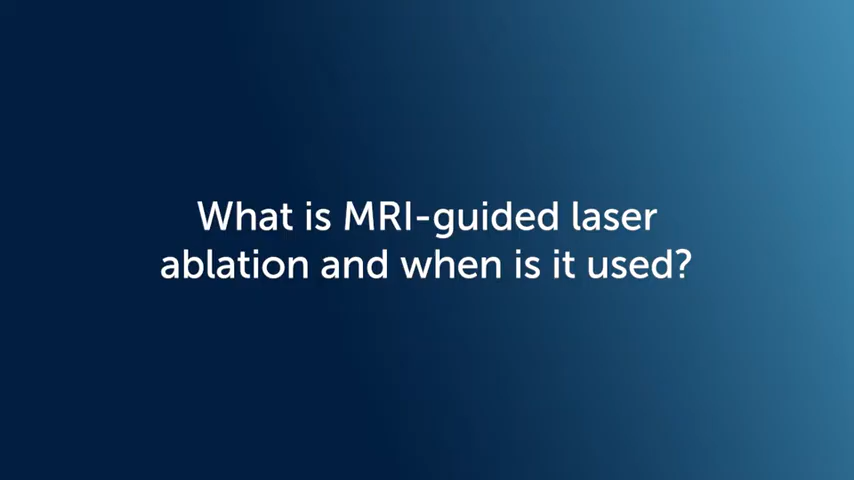 What is MRI-guided laser
ablation and when is it used?